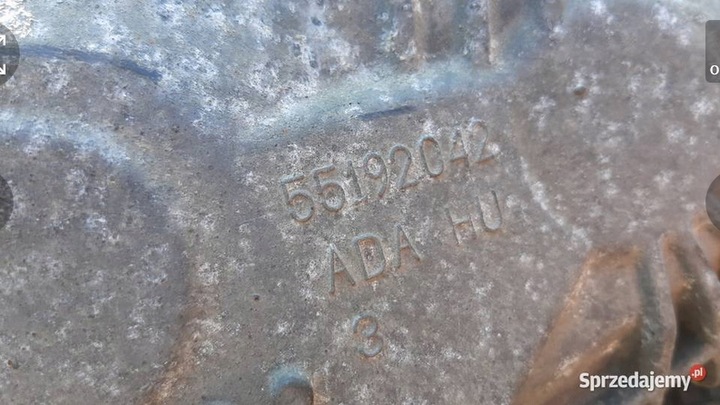 55192042
ADA HU
3
Sprzedajemy.pl